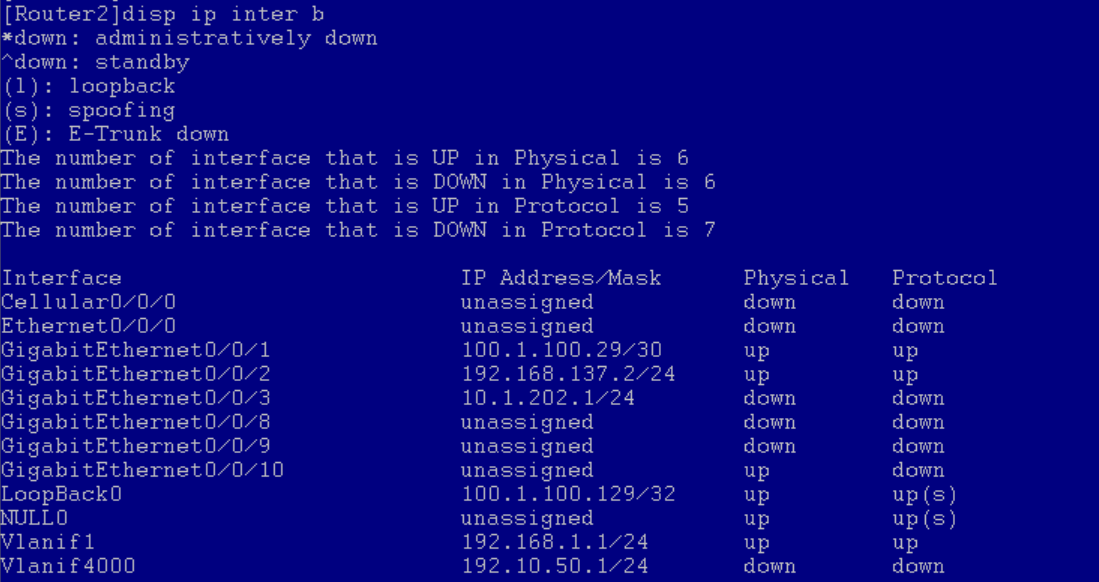 [Router2]disp ip inter b
*down: administratively down
^down: standby
(l): loopback
(s): spoofing
(E): E-Trunk down
The number of interface that is UP in Physical is 6
The number of interface that is DOWN in Physical is 6
The number of interface that is UP in Protocol is 5
The number of interface that is DOWN in Protocol is 7
Interface IP Address/Mask Physical Protocol
Cellular0/0/0 unassigned down down
Ethernet0/0/0 unassigned down down
GigabitEthernet0/0/1 100.1.100.29/30 up up
GigabitEthernet0/0/2 192.168.137.2/24 up up
GigabitEthernet0/0/3 10.1.202.1/24 down down
GigabitEthernet0/0/8 unassigned down down
GigabitEthernet0/0/9 unassigned down down
GigabitEthernet0/0/10 unassigned up down
LoopBack0 100.1.100.129/32 up up(s)
NULL0 unassigned up up(s)
Vlanif1 192.168.1.1/24 up up
Vlanif4000 192.10.50.1/24 down down